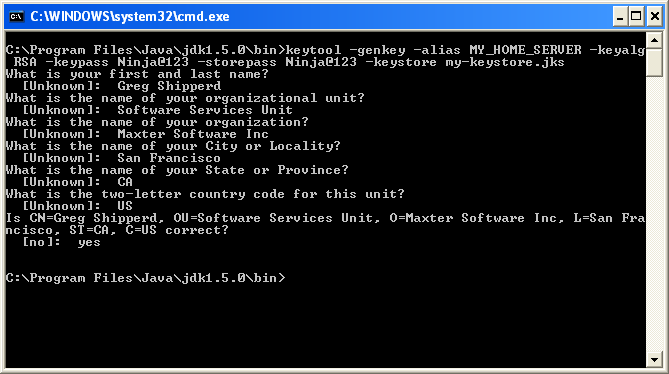 C:\WINDOWS\system32\cmd.exe
C:\Program Files\Java\jdk1.5.0\bin>keytool -genkey -alias MY_HOME_SERVER -keyalg
 RSA -keypass Ninja@123 -storepass Ninja@123 -keystore my-keystore.jks
What is your first and last name?
  [Unknown]:  Greg Shipperd
What is the name of your organizational unit?
  [Unknown]:  Software Services Unit
What is the name of your organization?
  [Unknown]:  Maxter Software Inc
What is the name of your City or Locality?
  [Unknown]:  San Francisco
What is the name of your State or Province?
  [Unknown]:  CA
What is the two-letter country code for this unit?
  [Unknown]:  US
Is CN=Greg Shipperd, OU=Software Services Unit, O=Maxter Software Inc, L=San Fra
ncisco, ST=CA, C=US correct?
  [no]:  yes
C:\Program Files\Java\jdk1.5.0\bin>